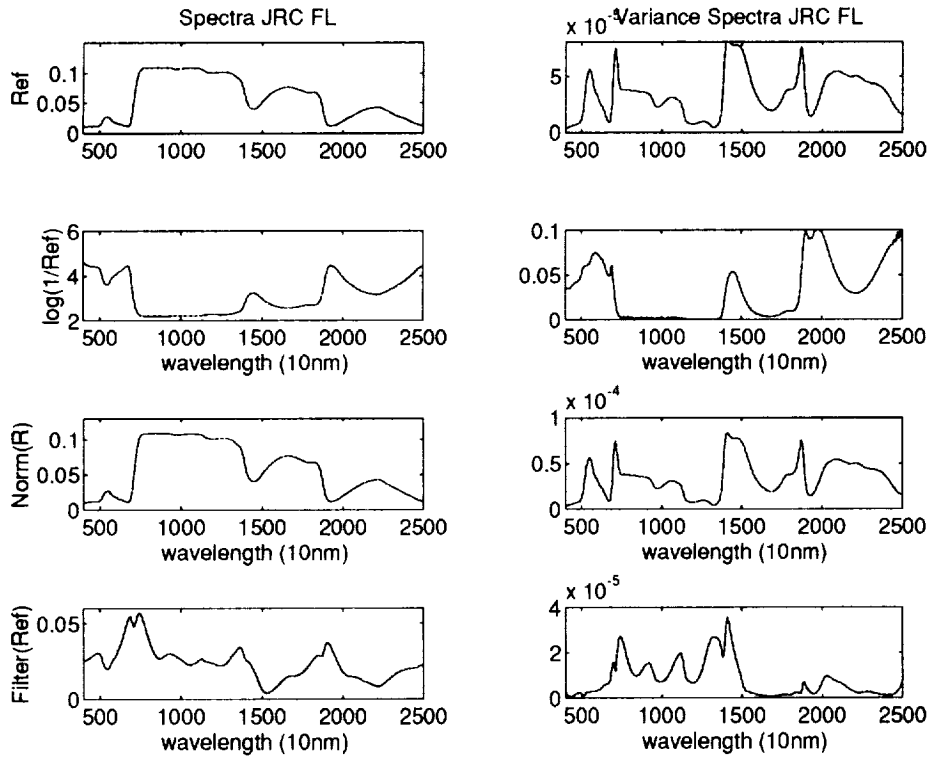 Spectra JRC FL
x 10-5 Variance Spectra JRC FL
Ref
0.1
0.05
0
500 1000 1500 2000 2500
5
0
500 1000 1500 2000 2500
log(1/Ref)
6
4
2
500 1000 1500 2000 2500
wavelength (10nm)
0.1
0.05
0
500 1000 1500 2000 2500
wavelength (10nm)
Norm(R)
0.1
0.05
0
500 1000 1500 2000 2500
wavelength (10nm)
x 10-4
1
0.5
0
500 1000 1500 2000 2500
wavelength (10nm)
Filter(Ref)
0.05
0
500 1000 1500 2000 2500
wavelength (10nm)
x 10-5
4
2
0
500 1000 1500 2000 2500
wavelength (10nm)